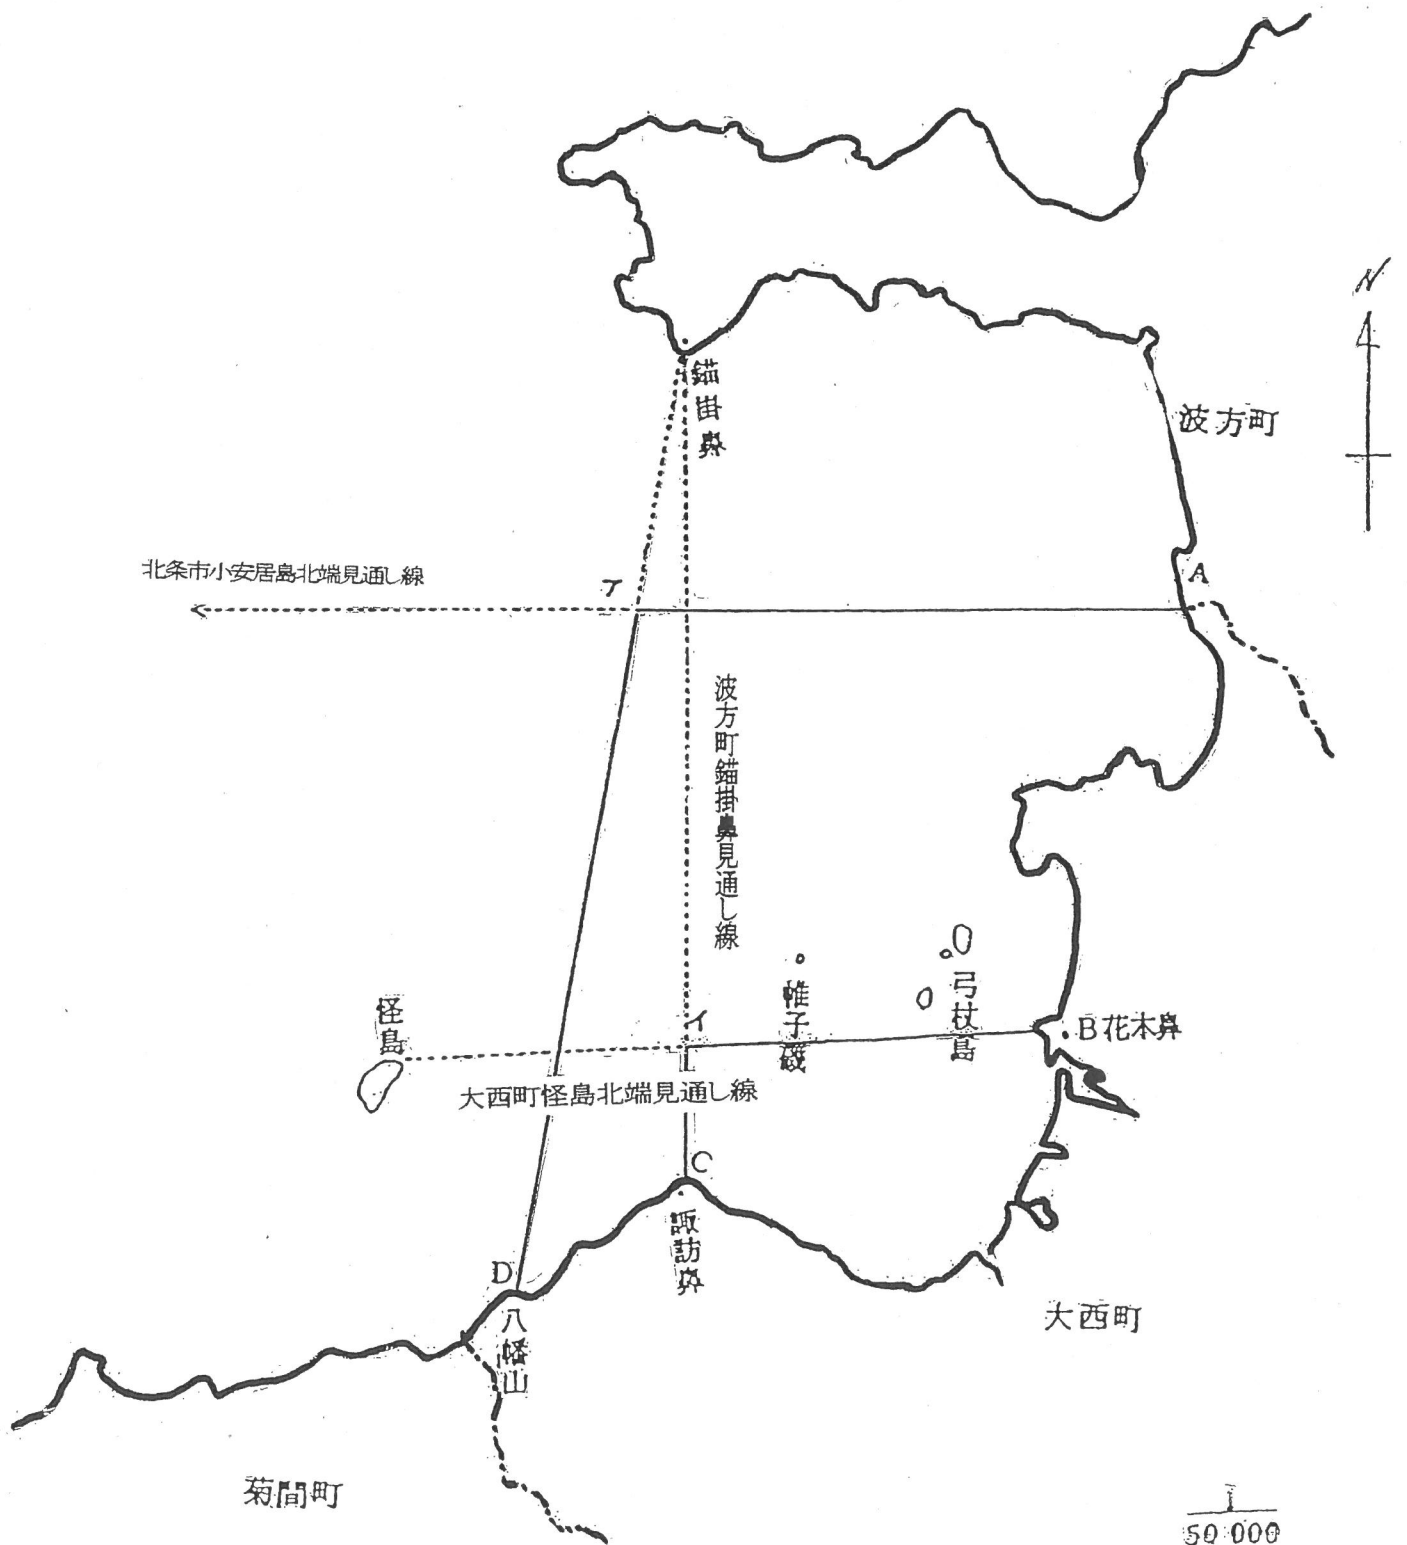 N
錨掛鼻
波方町
北条市小安居島北端見通し線
ア
A
波方町錨掛鼻見通し線
怪島
イ
帷子磯
弓杖島
B花木鼻
大西町怪島北端見通し線
C
諏訪鼻
D
八幡山
大西町
菊間町
1
50 000